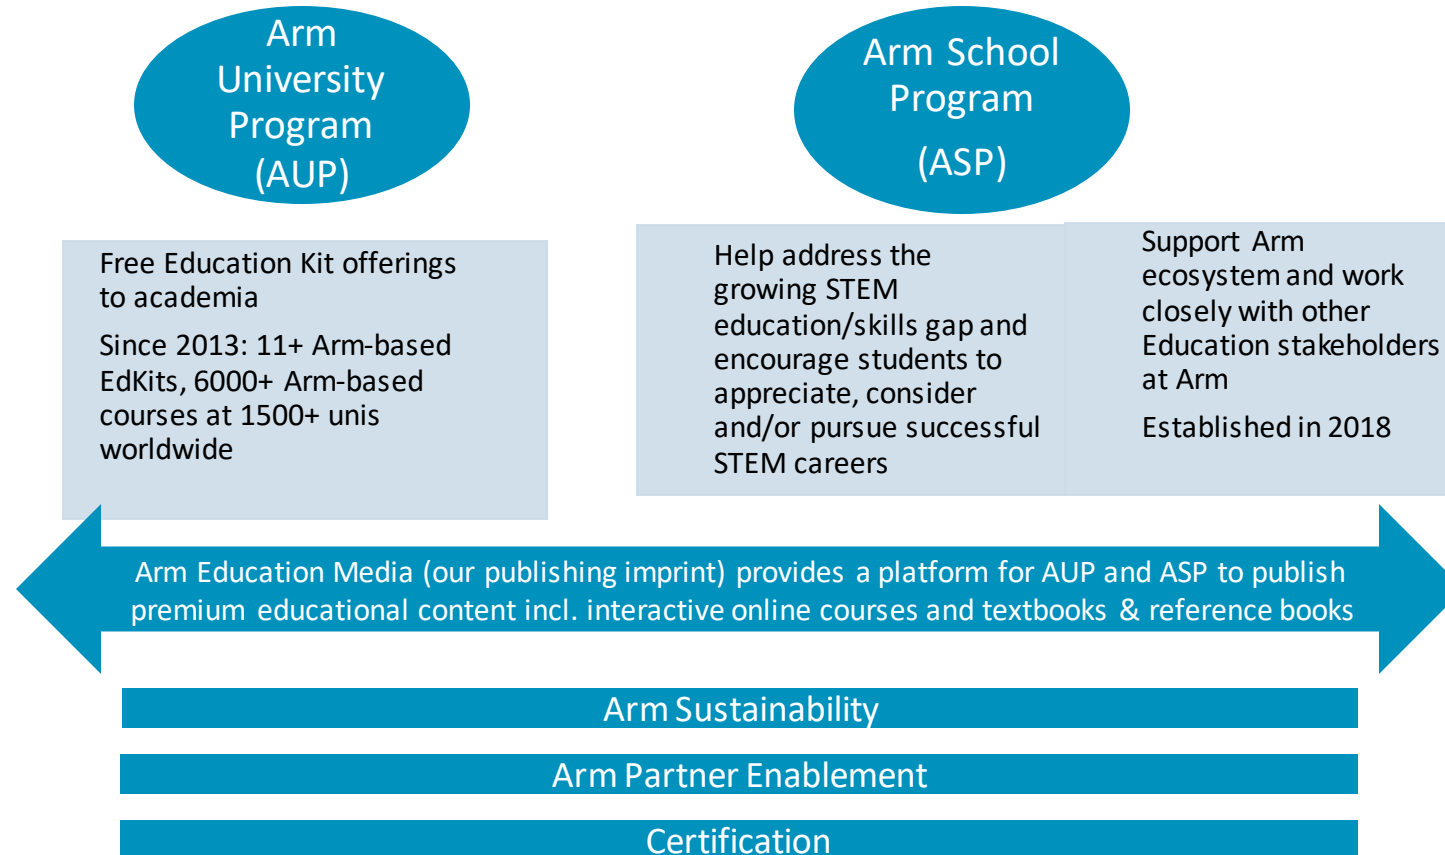 Arm
University
Program
(AUP)
Arm School
Program
(ASP)
Free Education Kit offerings
to academia
Since 2013: 11+ Arm-based
EdKits, 6000+ Arm-based
courses at 1500+ unis
worldwide
Help address the
growing STEM
education/skills gap and
encourage students to
appreciate, consider
and/or pursue successful
STEM careers
Support Arm
ecosystem and work
closely with other
Education stakeholders
at Arm
Established in 2018
Arm Education Media (our publishing imprint) provides a platform for AUP and ASP to publish
premium educational content incl. interactive online courses and textbooks & reference books
Arm Sustainability
Arm Partner Enablement
Certification